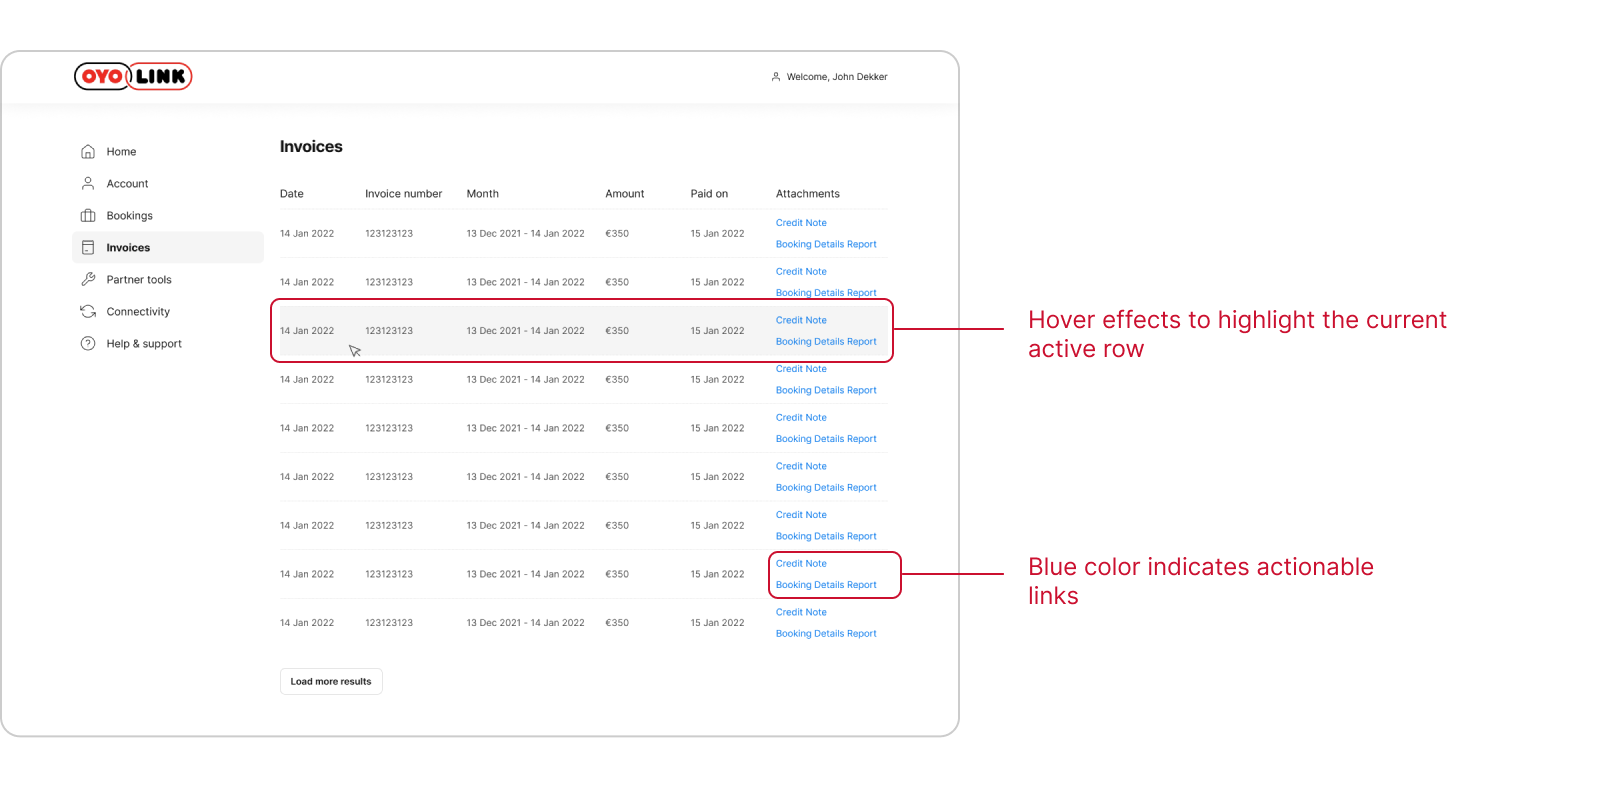 OYO LINK
Welcome, John Dekker
Home
Account
Bookings
Invoices
Partner tools
Connectivity
Help & support
Invoices
Date Invoice number Month Amount Paid on Attachments
14 Jan 2022 123123123 13 Dec 2021 - 14 Jan 2022 €350 15 Jan 2022 Credit Note
Booking Details Report
14 Jan 2022 123123123 13 Dec 2021 - 14 Jan 2022 €350 15 Jan 2022 Credit Note
Booking Details Report
14 Jan 2022 123123123 13 Dec 2021 - 14 Jan 2022 €350 15 Jan 2022 Credit Note
Booking Details Report
14 Jan 2022 123123123 13 Dec 2021 - 14 Jan 2022 €350 15 Jan 2022 Credit Note
Booking Details Report
14 Jan 2022 123123123 13 Dec 2021 - 14 Jan 2022 €350 15 Jan 2022 Credit Note
Booking Details Report
14 Jan 2022 123123123 13 Dec 2021 - 14 Jan 2022 €350 15 Jan 2022 Credit Note
Booking Details Report
14 Jan 2022 123123123 13 Dec 2021 - 14 Jan 2022 €350 15 Jan 2022 Credit Note
Booking Details Report
14 Jan 2022 123123123 13 Dec 2021 - 14 Jan 2022 €350 15 Jan 2022 Credit Note
Booking Details Report
14 Jan 2022 123123123 13 Dec 2021 - 14 Jan 2022 €350 15 Jan 2022 Credit Note
Booking Details Report
Load more results
Hover effects to highlight the current
active row
Blue color indicates actionable
links